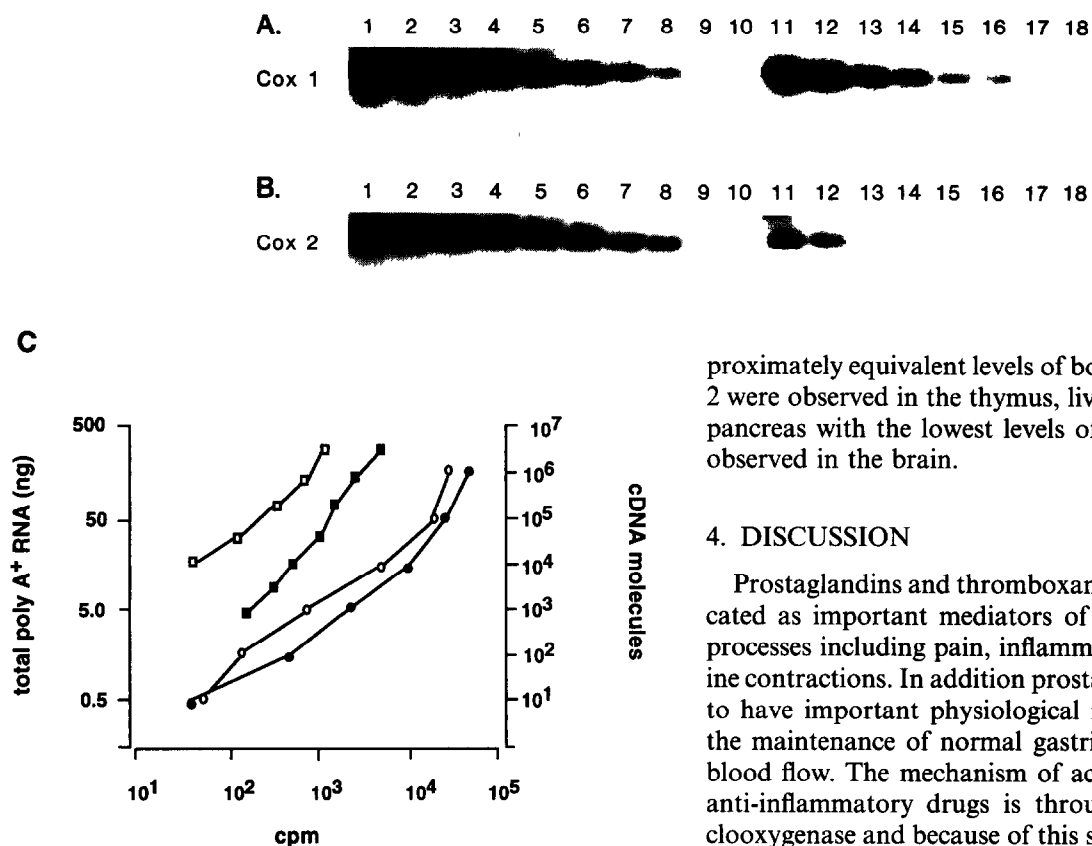 A. 1 2 3 4 5 6 7 8 9 10 11 12 13 14 15 16 17 18
Cox 1
B. 1 2 3 4 5 6 7 8 9 10 11 12 13 14 15 16 17 18
Cox 2
C
total poly A⁺ RNA (ng)
500
50
5.0
0.5
10⁷
10⁶
10⁵
10⁴
10³
10²
10¹
cDNA molecules
10¹ 10² 10³ 10⁴ 10⁵
cpm
proximately equivalent levels of bo
2 were observed in the thymus, liv
pancreas with the lowest levels o
observed in the brain.
4. DISCUSSION
Prostaglandins and thromboxan
cated as important mediators of
processes including pain, inflamm
ine contractions. In addition prosta
to have important physiological
the maintenance of normal gastri
blood flow. The mechanism of ac
anti-inflammatory drugs is throu
clooxygenase and because of this s